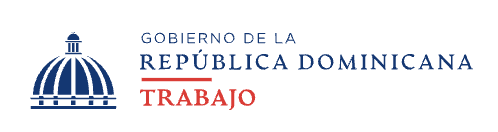 GOBIERNO DE LA
REPÚBLICA DOMINICANA
TRABAJO